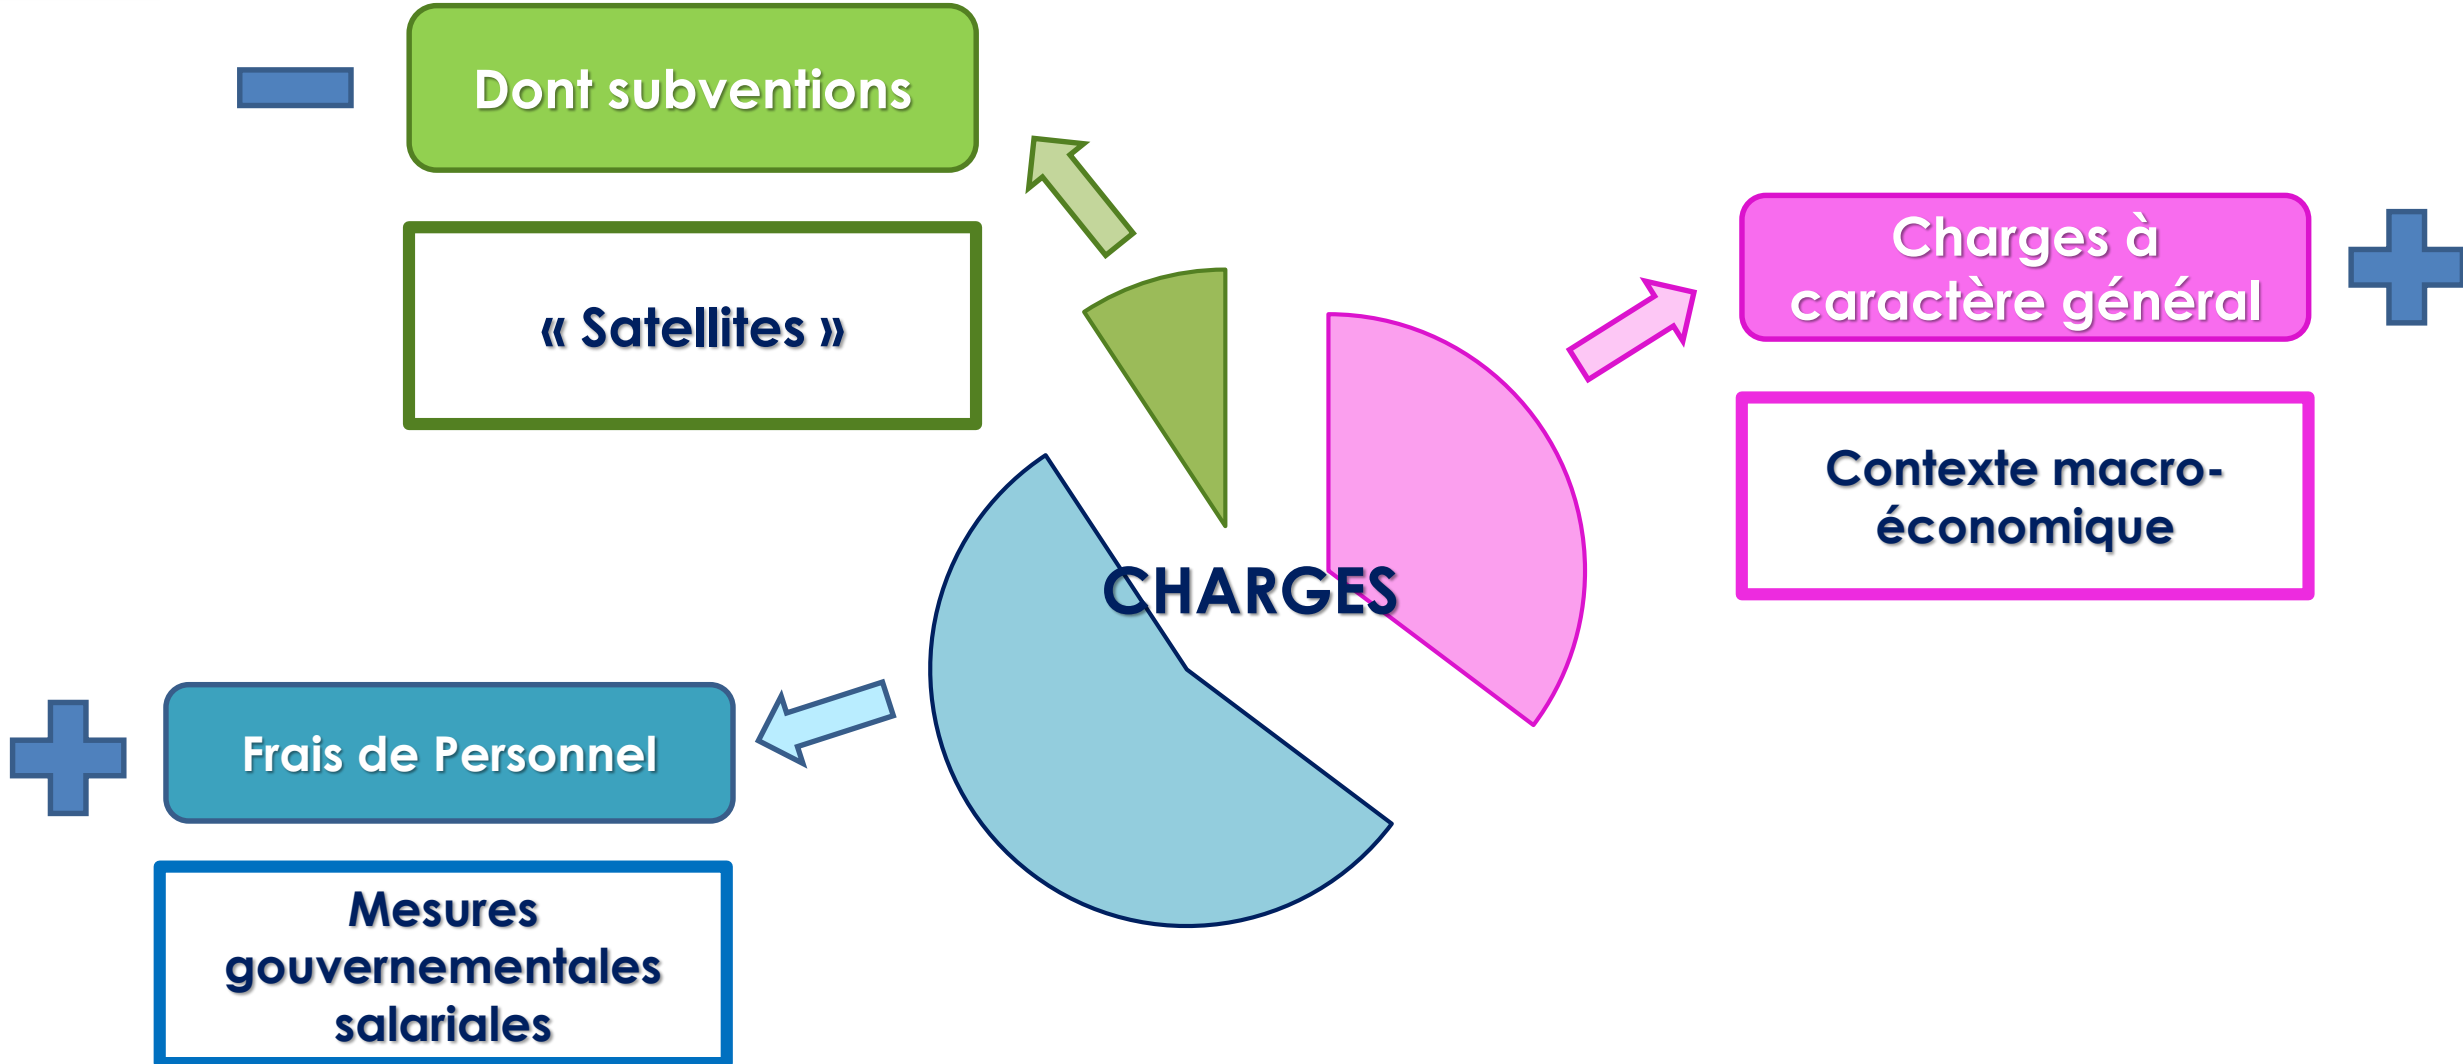 Dont subventions
« Satellites »
Charges à
caractère général
Contexte macro-
économique
CHARGES
Frais de Personnel
Mesures
gouvernementales
salariales